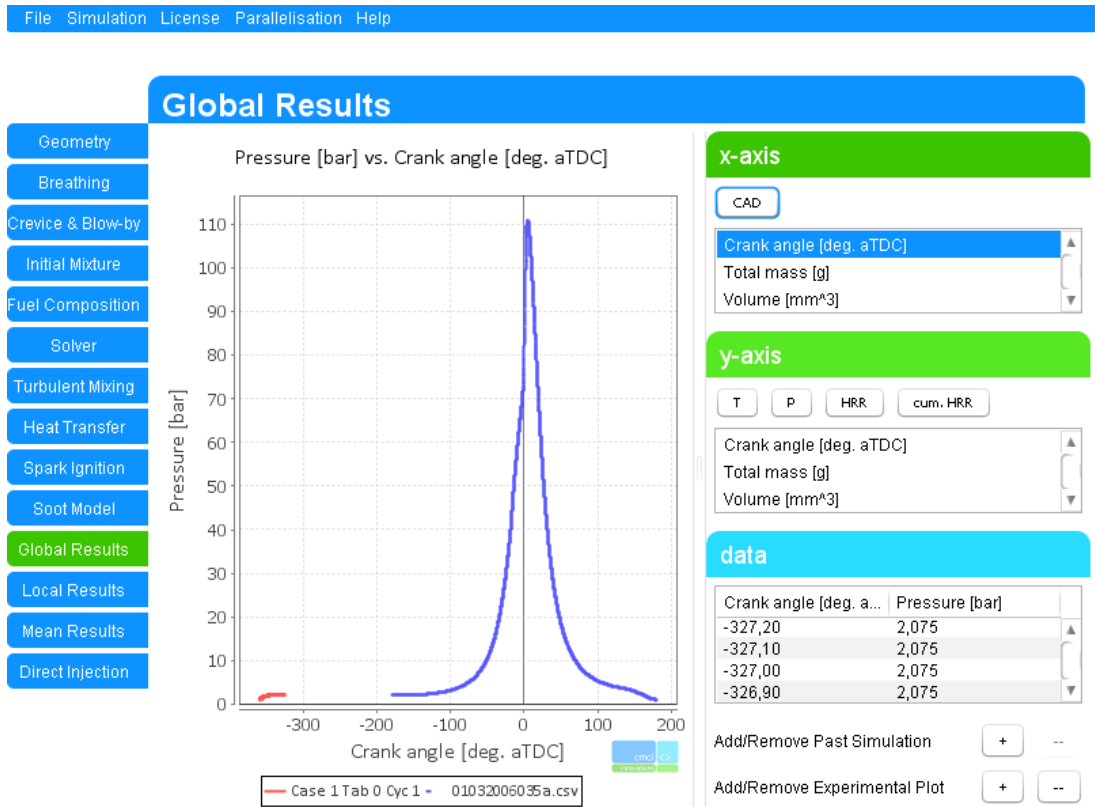 File Simulation License Parallelisation Help
Global Results
Geometry
Breathing
Crevice & Blow-by
Initial Mixture
Fuel Composition
Solver
Turbulent Mixing
Heat Transfer
Spark Ignition
Soot Model
Global Results
Local Results
Mean Results
Direct Injection
Pressure [bar] vs. Crank angle [deg. aTDC]
Pressure [bar]
110
100
90
80
70
60
50
40
30
20
10
0
-300 -200 -100 0 100 200
Crank angle [deg. aTDC]
cmcl <>
innovations
Case 1 Tab 0 Cyc 1 01032006035a.csv
x-axis
CAD
Crank angle [deg. aTDC]
Total mass [g]
Volume [mm^3]
y-axis
T P HRR cum. HRR
Crank angle [deg. aTDC]
Total mass [g]
Volume [mm^3]
data
Crank angle [deg. a... Pressure [bar]
-327,20 2,075
-327,10 2,075
-327,00 2,075
-326,90 2,075
Add/Remove Past Simulation + --
Add/Remove Experimental Plot + --